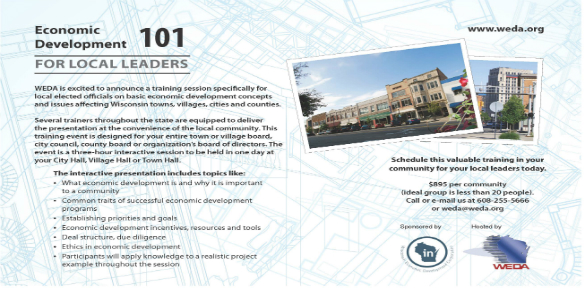 Economic
Development 101
FOR LOCAL LEADERS
WEDA is excited to announce a training session specifically for
local elected officials on basic economic development concepts
and issues affecting Wisconsin towns, villages, cities and counties.
Several trainers throughout the state are equipped to deliver
the presentation at the convenience of the local community. This
training event is designed for your entire town or village board,
city council, county board or organization's board of directors. The
event is a three-hour interactive session to be held in one day at
your City Hall, Village Hall or Town Hall.
The interactive presentation includes topics like:
• What economic development is and why it is important
to a community
• Common traits of successful economic development
programs
• Establishing priorities and goals
• Economic development incentives, resources and tools
• Deal structure, due diligence
• Ethics in economic development
• Participants will apply knowledge to a realistic project
example throughout the session
www.weda.org
Schedule this valuable training in your
community for your local leaders today.
$895 per community
(ideal group is less than 20 people).
Call or e-mail us at 608-255-5666
or weda@weda.org
Sponsored by
Hosted by
in
WEDA